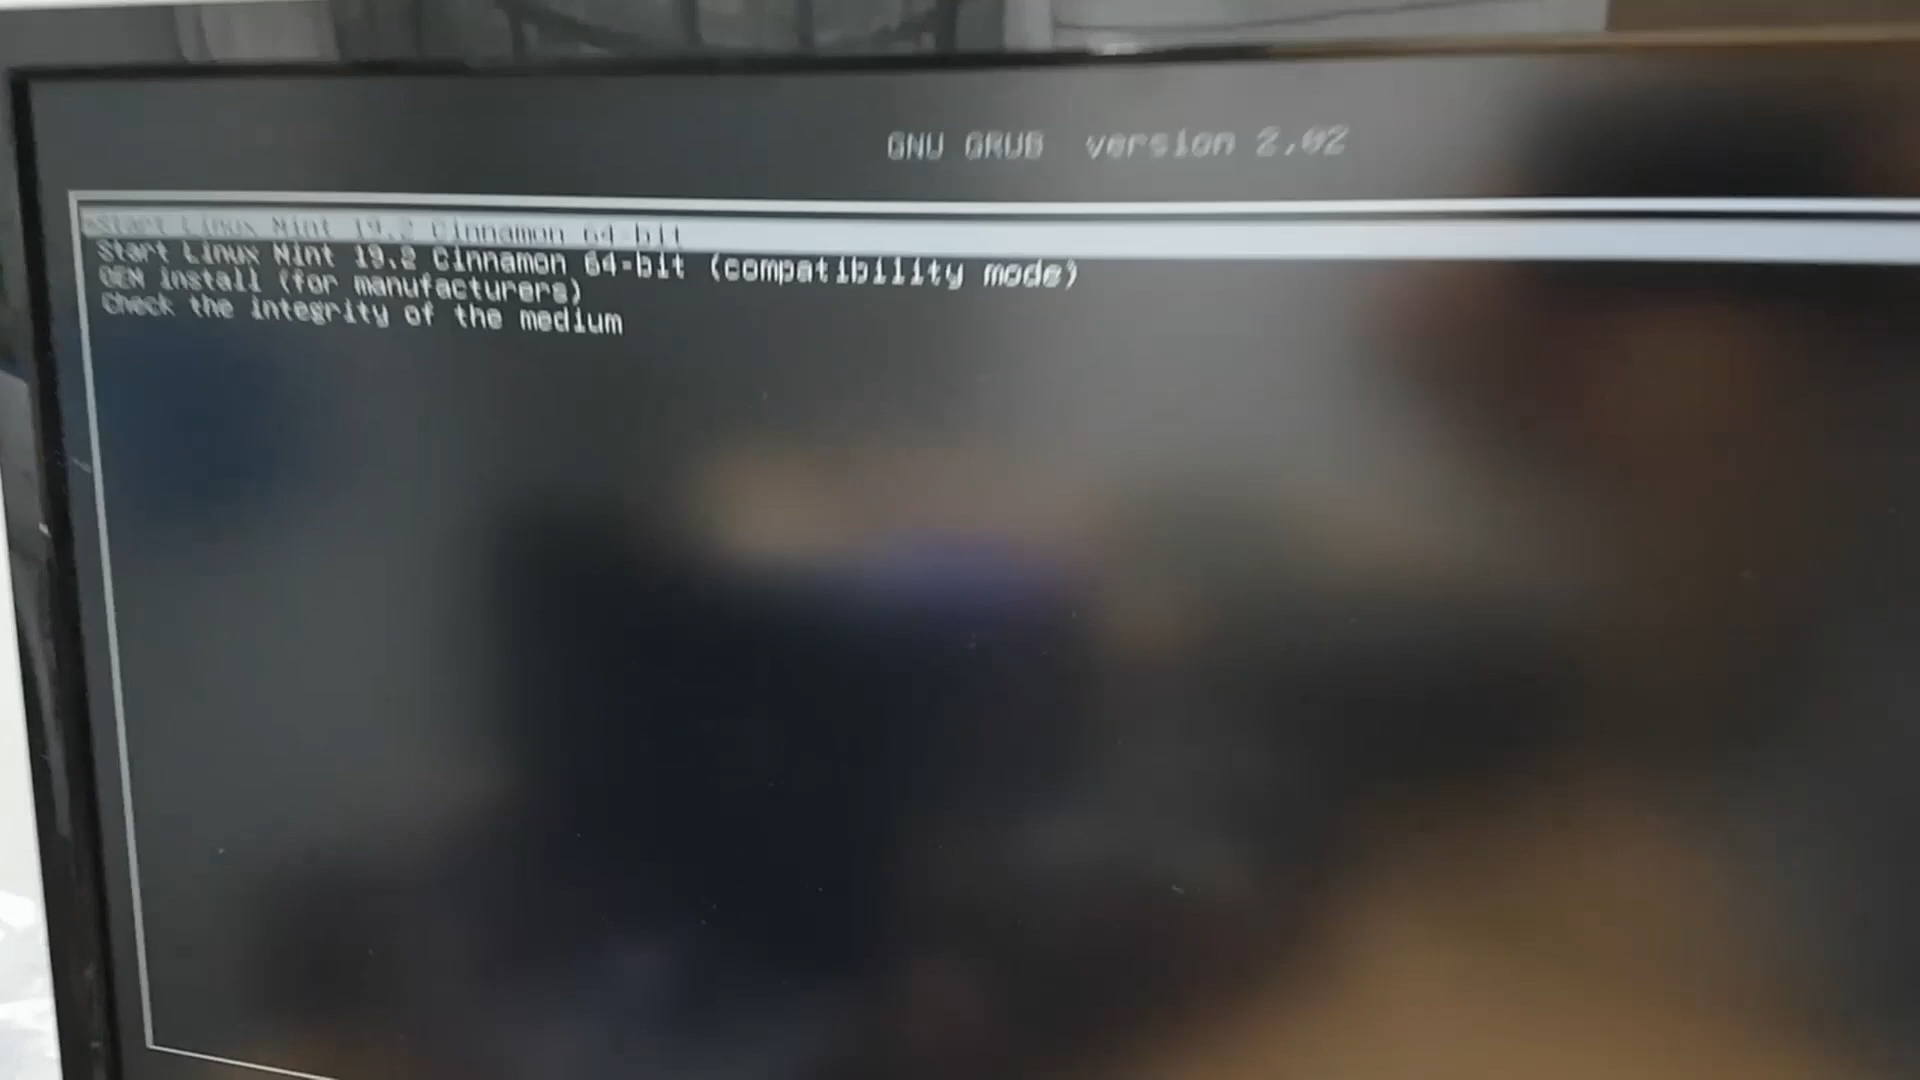 GNU GRUB version 2.02
*Start Linux Mint 19.2 Cinnamon 64-bit
Start Linux Mint 19.2 Cinnamon 64-bit (compatibility mode)
OEM install (for manufacturers)
Check the integrity of the medium